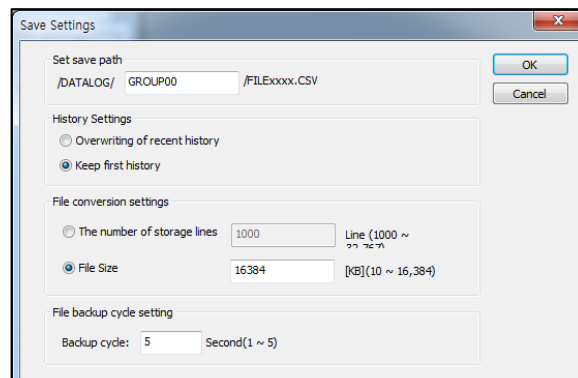 Save Settings
OK
Cancel
Set save path
/DATALOG/ GROUP00 /FILExxxx.CSV
History Settings
Overwriting of recent history
Keep first history
File conversion settings
The number of storage lines 1000 Line (1000 ~
32,767)
File Size 16384 [KB](10 ~ 16,384)
File backup cycle setting
Backup cycle: 5 Second(1 ~ 5)